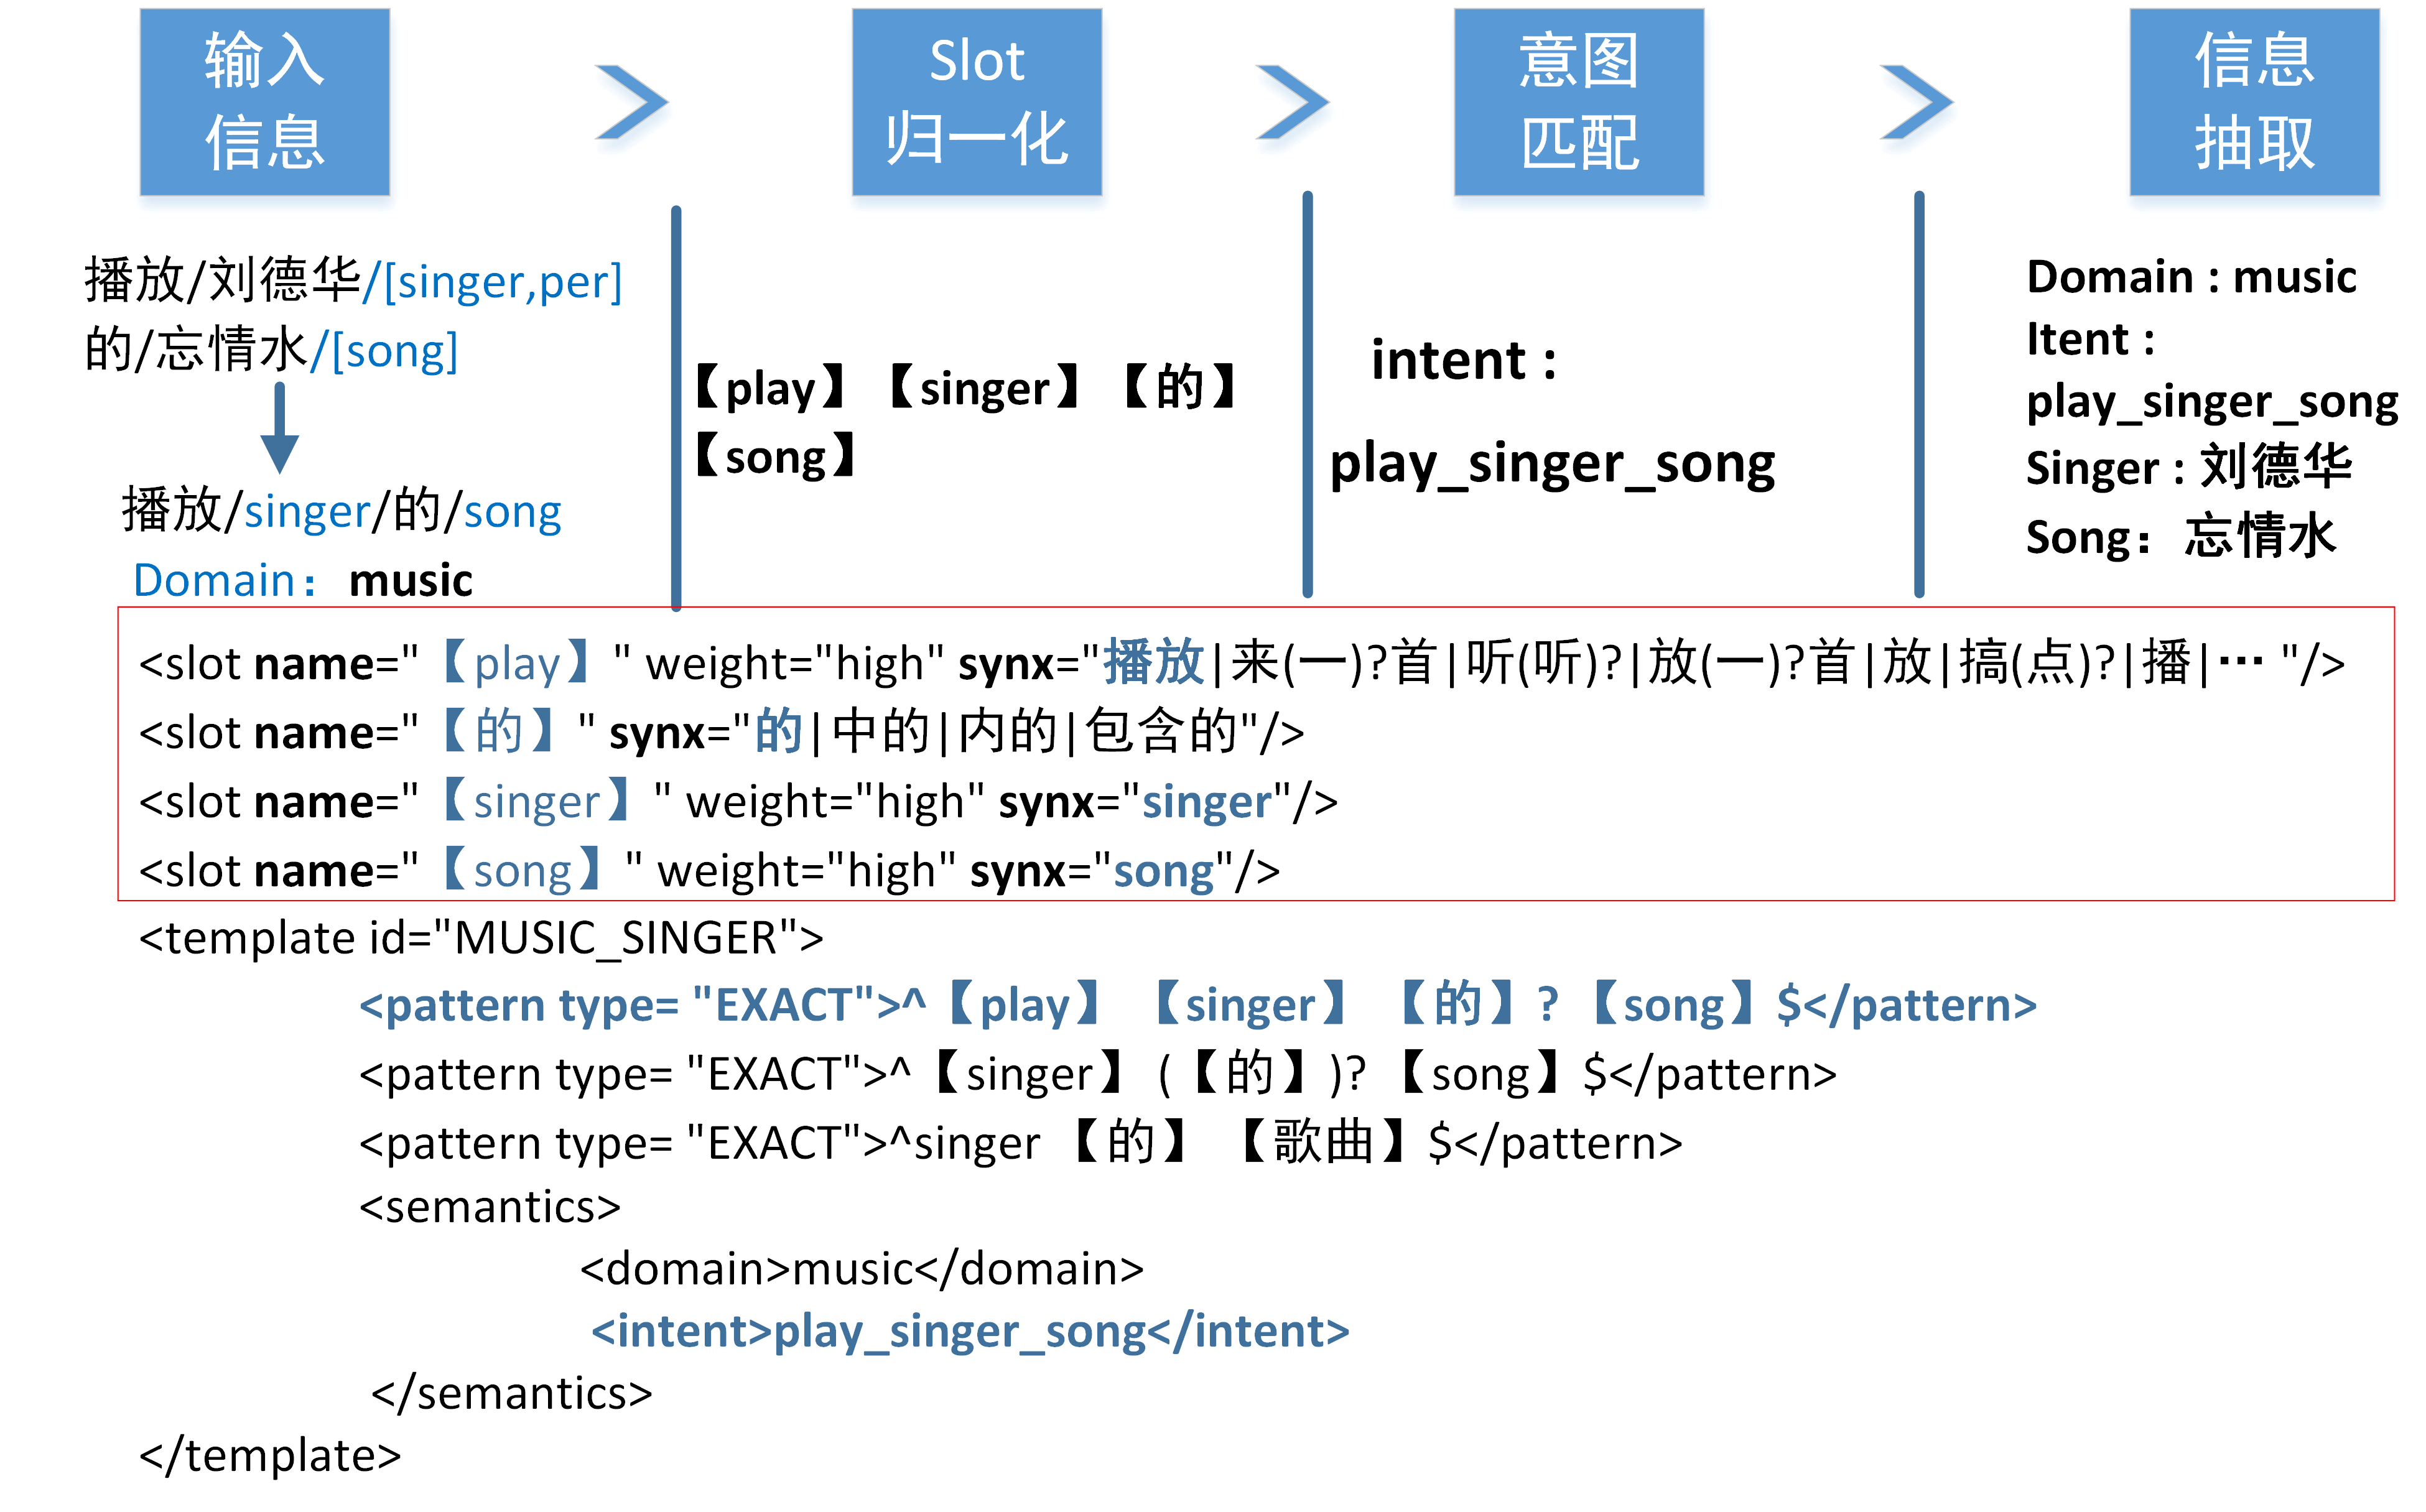 输入
信息
Slot
归一化
意图
匹配
信息
抽取
播放/刘德华/[singer,per]
的/忘情水/[song]
播放/singer/的/song
Domain：music
【play】【singer】【的】
【song】
intent :
play_singer_song
Domain : music
Itent :
play_singer_song
Singer : 刘德华
Song：忘情水
<slot name="【play】" weight="high" synx="播放|来(一)?首|听(听)?|放(一)?首|放|搞(点)?|播|… "/>
<slot name="【的】" synx="的|中的|内的|包含的"/>
<slot name="【singer】" weight="high" synx="singer"/>
<slot name="【song】" weight="high" synx="song"/>
<template id="MUSIC_SINGER">
<pattern type= "EXACT">^【play】【singer】【的】?【song】$</pattern>
<pattern type= "EXACT">^【singer】(【的】)?【song】$</pattern>
<pattern type= "EXACT">^singer【的】【歌曲】$</pattern>
<semantics>
<domain>music</domain>
<intent>play_singer_song</intent>
</semantics>
</template>